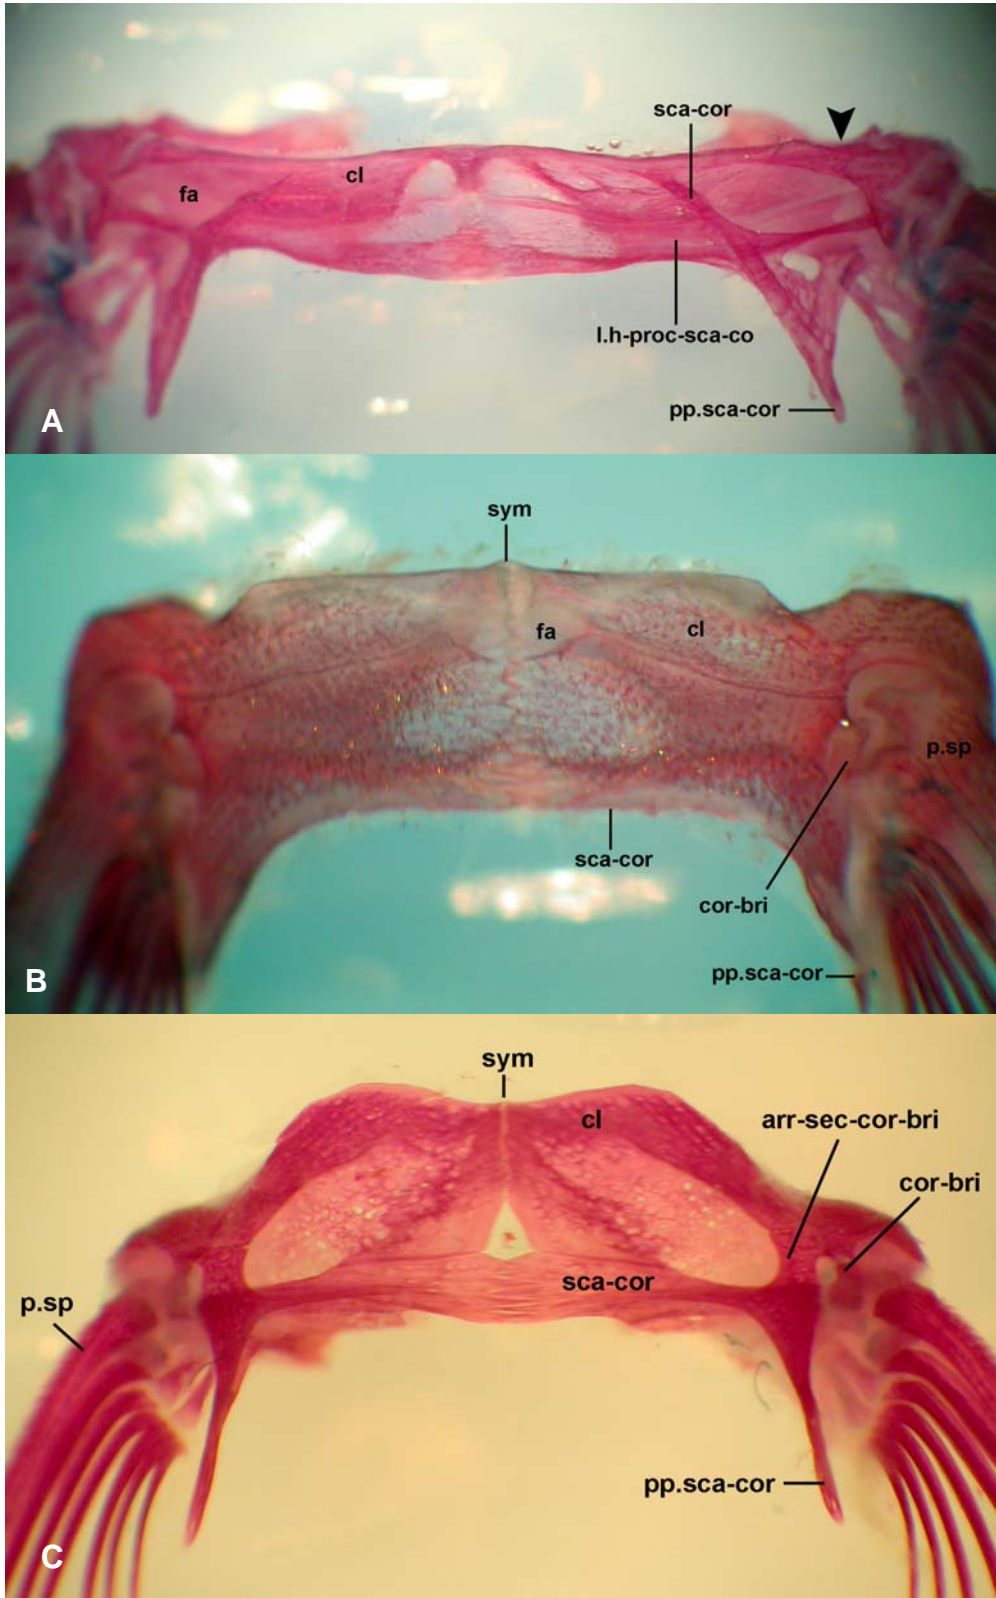 sca-cor
cl
fa
l.h-proc-sca-co
pp.sca-cor
A
sym
fa
cl
p.sp
sca-cor
cor-bri
pp.sca-cor
B
sym
cl
arr-sec-cor-bri
cor-bri
sca-cor
p.sp
pp.sca-cor
C